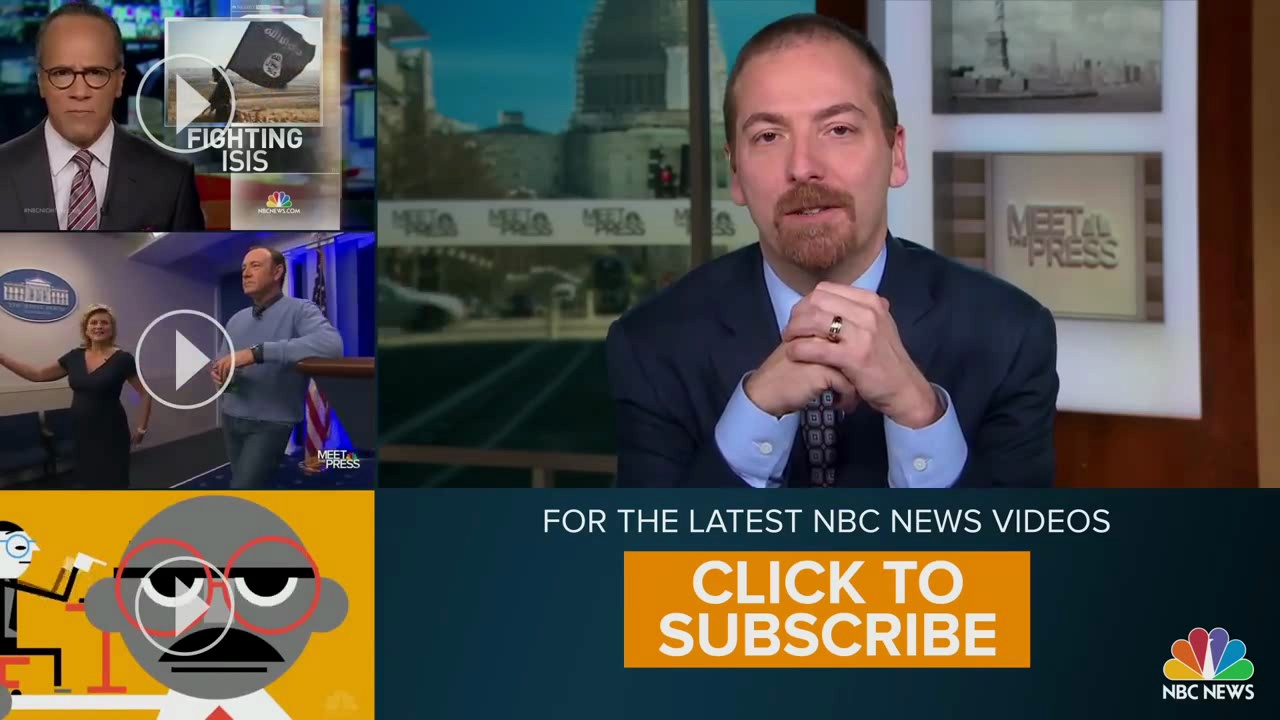 FIGHTING
ISIS
NBCNEWS.COM
MEET
THE PRESS
MEET
PRESS
MEET
THE PRESS
MEET
THE PRESS
MEET
THE PRESS
MEET
THE PRESS
FOR THE LATEST NBC NEWS VIDEOS
CLICK TO
SUBSCRIBE
NBC NEWS